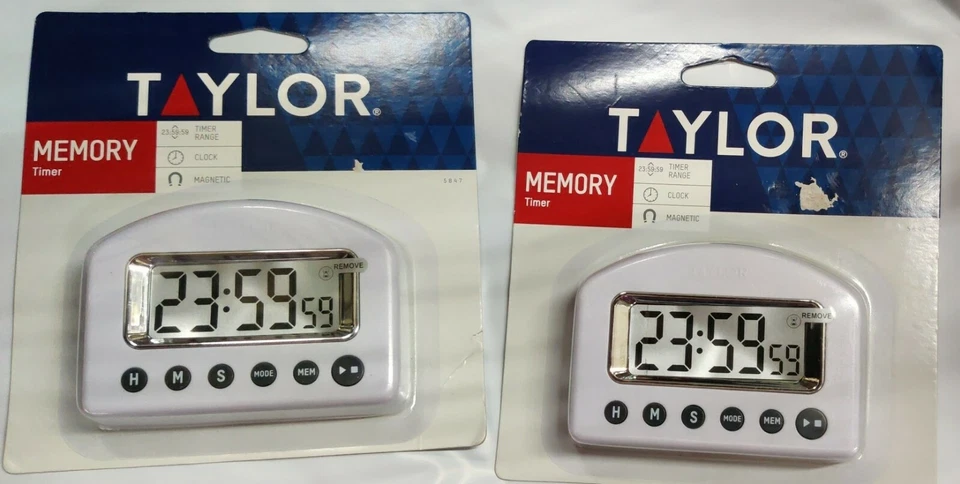 TAYLOR®
MEMORY
Timer
23:59:59 TIMER
RANGE
CLOCK
MAGNETIC
5847
REMOVE
23:59 59
H M S MODE MEM
TAYLOR®
MEMORY
Timer
23:59:59 TIMER
RANGE
CLOCK
MAGNETIC
REMOVE
23:59 59
H M S MODE MEM